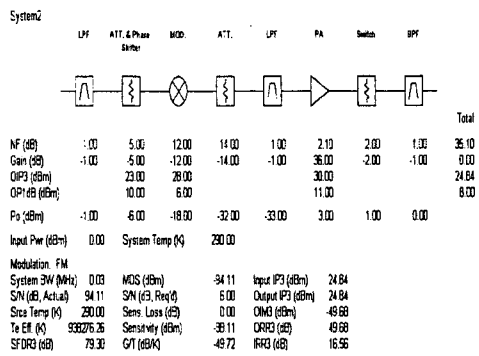 System2
LPF ATT. & Phase Shifter MOD. ATT. LPF PA Switch BPF
Total
NF (dB) 1.00 5.00 12.00 14.00 1.00 2.10 2.00 1.00 35.10
Gain (dB) -1.00 -5.00 -12.00 -14.00 -1.00 36.00 -2.00 -1.00 0.00
OIP3 (dBm) 23.00 28.00 30.00 24.64
OP1dB (dBm) 10.00 6.00 11.00 8.00
Po (dBm) -1.00 -6.00 -18.00 -32.00 -33.00 3.00 1.00 0.00
Input Pwr (dBm) 0.00 System Temp (K) 290.00
Modulation: FM
System BW (MHz) 0.03 MDS (dBm) -94.11 Input IP3 (dBm) 24.84
S/N (dB, Actual) 94.11 S/N (dB, Req'd) 6.00 Output IP3 (dBm) 24.84
Srce Temp (K) 290.00 Sens. Loss (dB) 0.00 OIM3 (dBm) -49.68
Te Eff. (K) 938276.26 Sensitivity (dBm) -88.11 ORR3 (dB) 49.68
SFDR3 (dB) 79.30 G/T (dB/K) -49.72 IRR3 (dB) 16.56